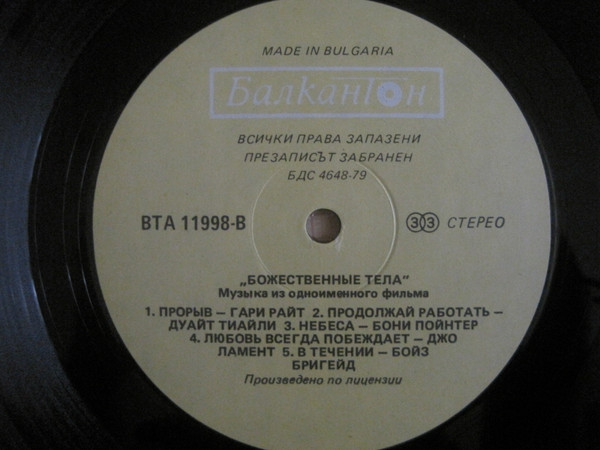 MADE IN BULGARIA
БалканТон
ВСИЧКИ ПРАВА ЗАПАЗЕНИ
ПРЕЗАПИСЪТ ЗАБРАНЕН
БДС 4648-79
ВТА 11998-В
33 СТЕРЕО
„БОЖЕСТВЕННЫЕ ТЕЛА"
Музыка из одноименного фильма
1. ПРОРЫВ – ГАРИ РАЙТ 2. ПРОДОЛЖАЙ РАБОТАТЬ –
ДУАЙТ ТИАЙЛИ 3. НЕБЕСА – БОНИ ПОЙНТЕР
4. ЛЮБОВЬ ВСЕГДА ПОБЕЖДАЕТ – ДЖО
ЛАМЕНТ 5. В ТЕЧЕНИИ – БОЙЗ
БРИГЕЙД
Произведено по лицензии